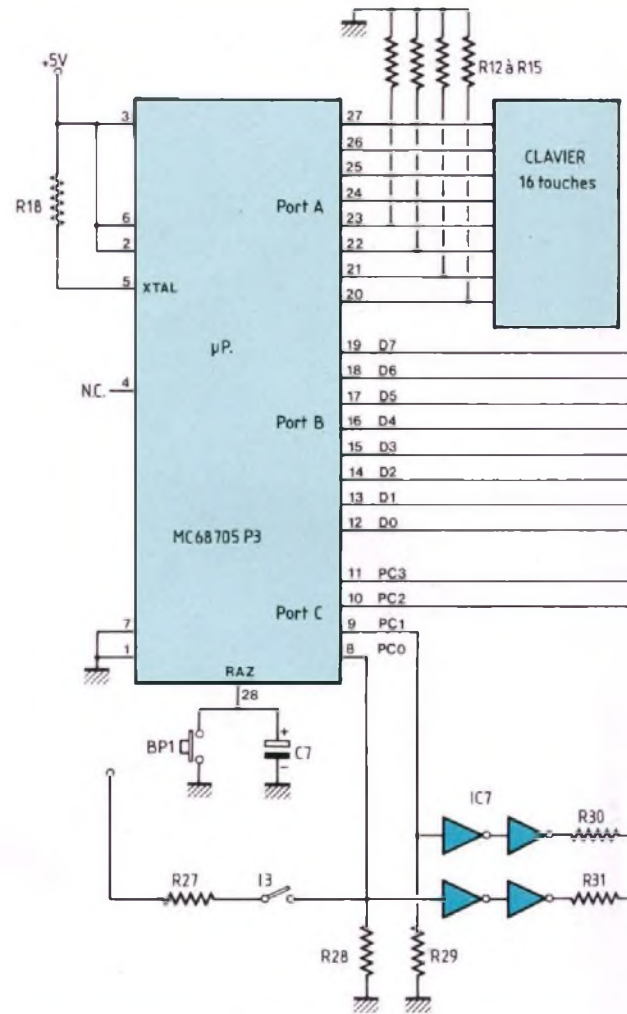 +5V
R12 à R15
3
27
26
25
24
23
22
21
20
CLAVIER
16 touches
Port A
R18
6
2
5
XTAL
µP.
N.C.
4
19 D7
18 D6
17 D5
16 D4
15 D3
14 D2
13 D1
12 D0
Port B
MC68705 P3
11 PC3
10 PC2
9 PC1
8 PC0
Port C
7
1
RAZ
28
BP1
+
-
C7
IC7
R30
R27
I3
R31
R28
R29